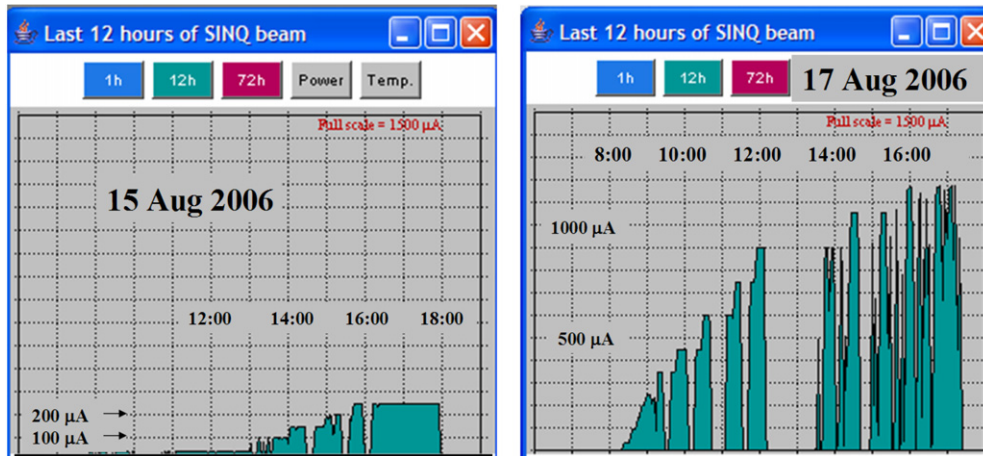 Last 12 hours of SINQ beam
1h 12h 72h Power Temp.
Full scale = 1500 µA
15 Aug 2006
12:00 14:00 16:00 18:00
200 µA
100 µA
Last 12 hours of SINQ beam
1h 12h 72h 17 Aug 2006
Full scale = 1500 µA
8:00 10:00 12:00 14:00 16:00
1000 µA
500 µA